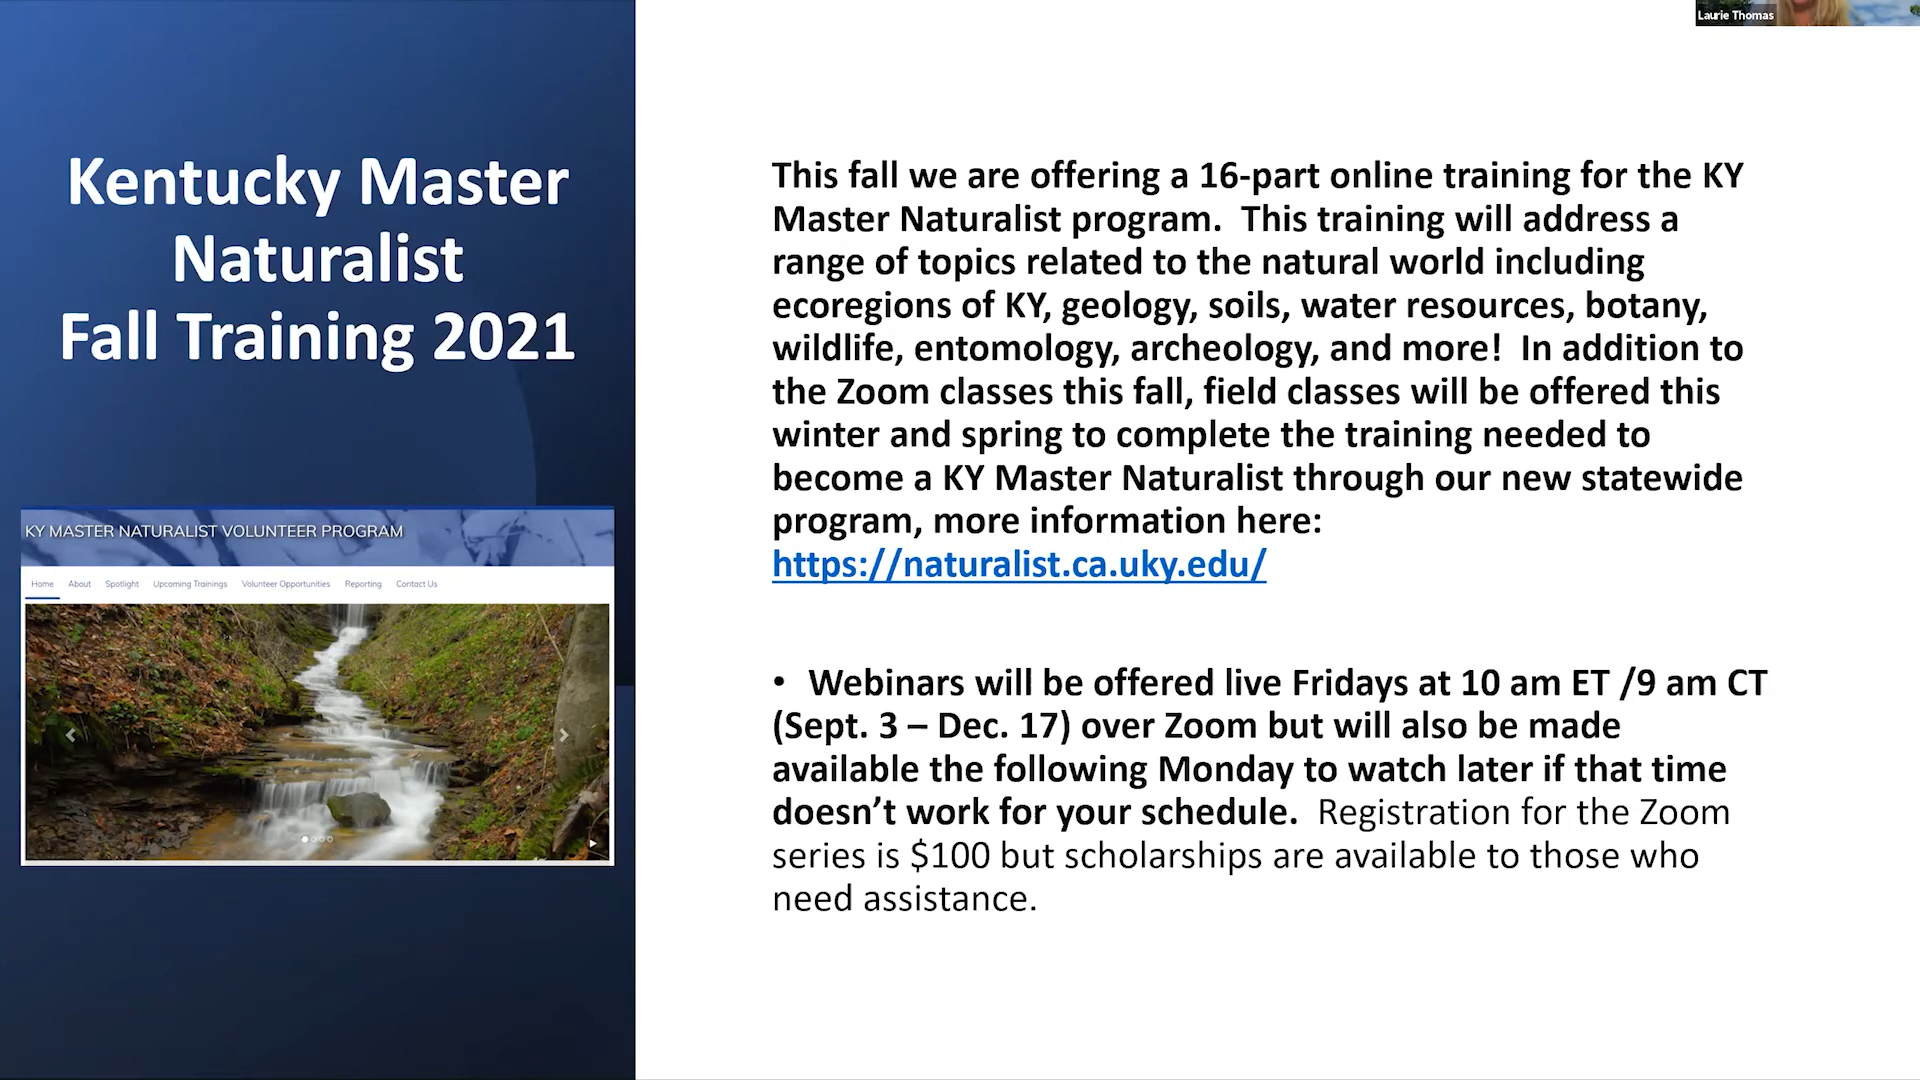 Laurie Thomas
Kentucky Master
Naturalist
Fall Training 2021
KY MASTER NATURALIST VOLUNTEER PROGRAM
Home About Spotlight Upcoming Trainings Volunteer Opportunities Reporting Contact Us
This fall we are offering a 16-part online training for the KY
Master Naturalist program. This training will address a
range of topics related to the natural world including
ecoregions of KY, geology, soils, water resources, botany,
wildlife, entomology, archeology, and more! In addition to
the Zoom classes this fall, field classes will be offered this
winter and spring to complete the training needed to
become a KY Master Naturalist through our new statewide
program, more information here:
https://naturalist.ca.uky.edu/
• Webinars will be offered live Fridays at 10 am ET /9 am CT
(Sept. 3 – Dec. 17) over Zoom but will also be made
available the following Monday to watch later if that time
doesn’t work for your schedule. Registration for the Zoom
series is $100 but scholarships are available to those who
need assistance.